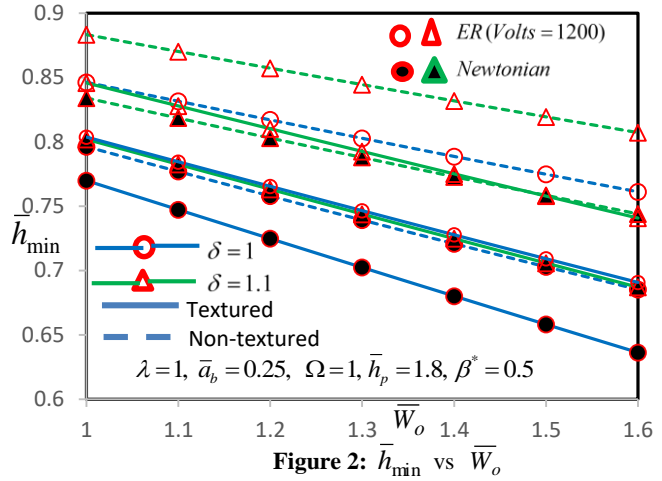 0.9
0.85
0.8
0.75
0.7
0.65
0.6
h̄min
ER(Volts = 1200)
Newtonian
δ = 1
δ = 1.1
Textured
Non-textured
λ = 1, ā_b = 0.25, Ω = 1, h̄_p = 1.8, β* = 0.5
1 1.1 1.2 1.3 1.4 1.5 1.6
W̄o
Figure 2: h̄min vs W̄o